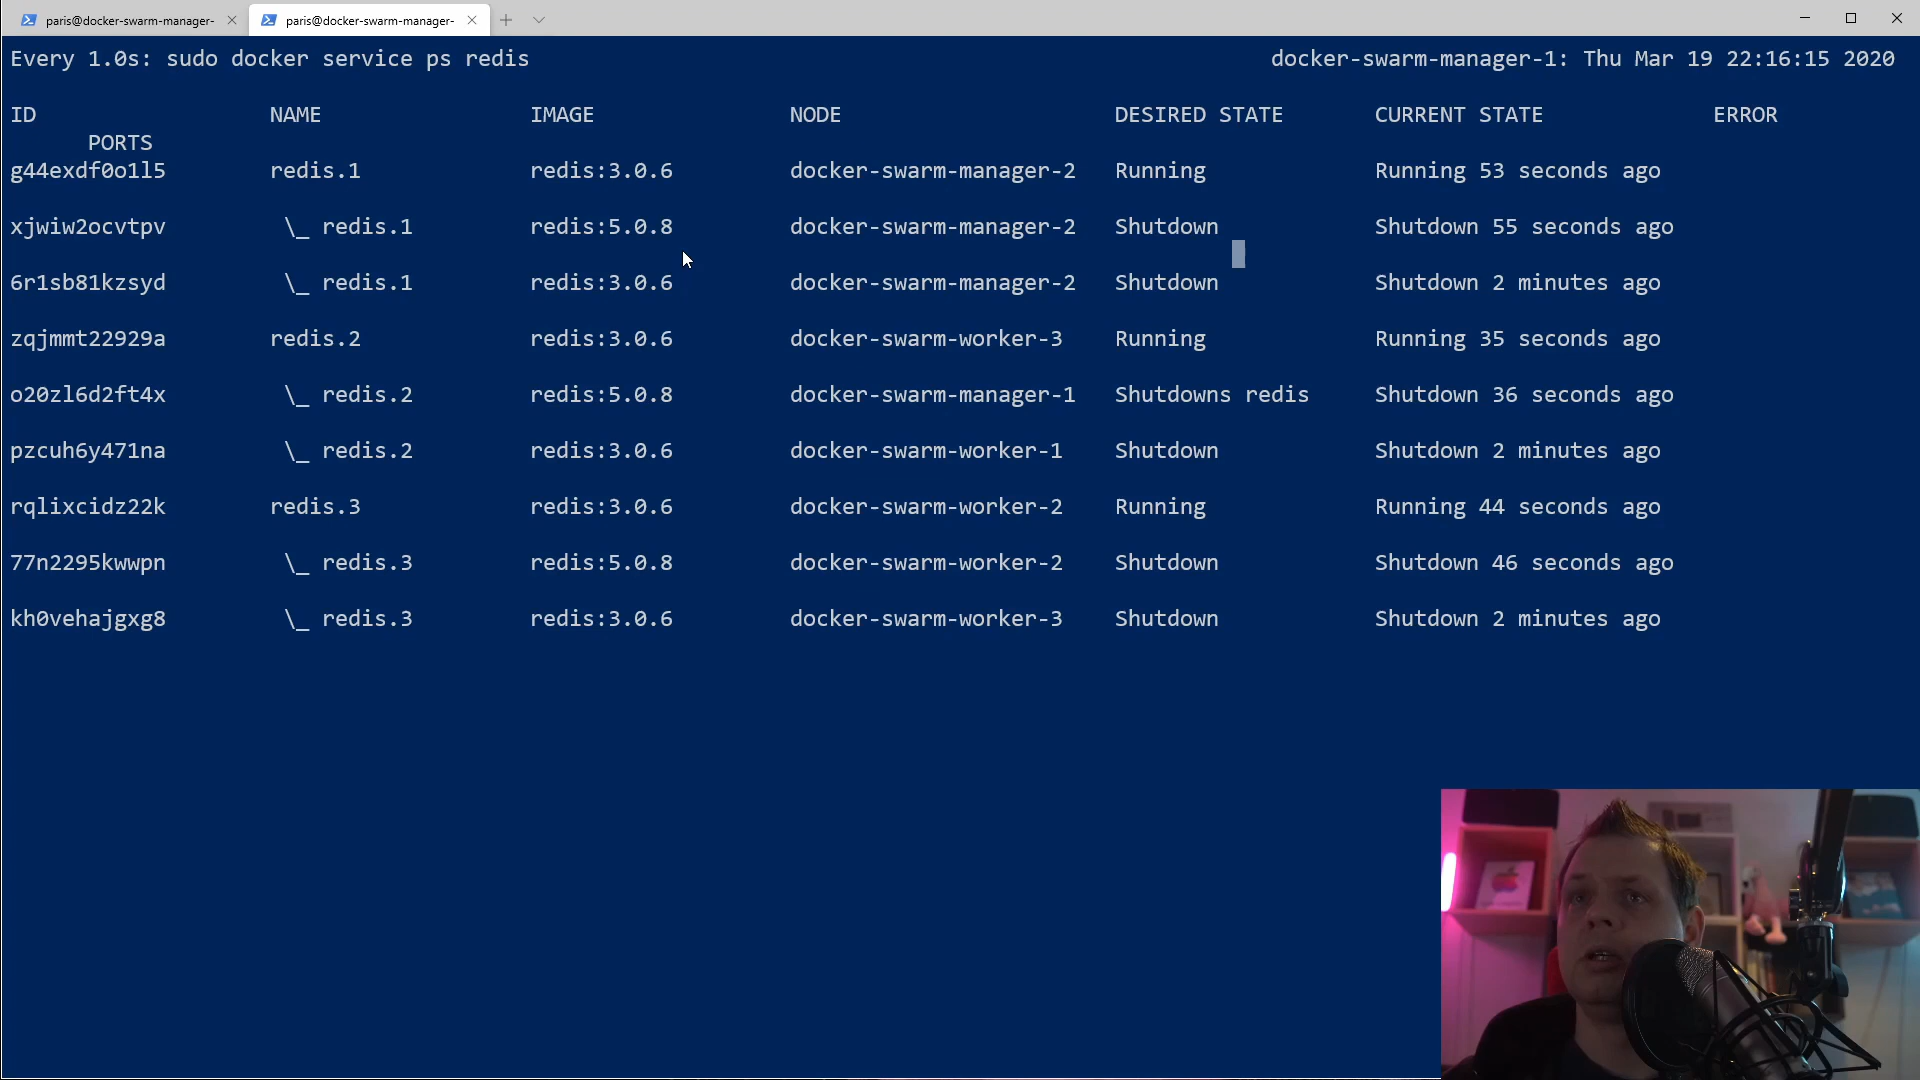 paris@docker-swarm-manager- paris@docker-swarm-manager-
Every 1.0s: sudo docker service ps redis docker-swarm-manager-1: Thu Mar 19 22:16:15 2020
ID NAME IMAGE NODE DESIRED STATE CURRENT STATE ERROR
PORTS
g44exdf0o1l5 redis.1 redis:3.0.6 docker-swarm-manager-2 Running Running 53 seconds ago
xjwiw2ocvtpv \_ redis.1 redis:5.0.8 docker-swarm-manager-2 Shutdown Shutdown 55 seconds ago
6r1sb81kzsyd \_ redis.1 redis:3.0.6 docker-swarm-manager-2 Shutdown Shutdown 2 minutes ago
zqjmmt22929a redis.2 redis:3.0.6 docker-swarm-worker-3 Running Running 35 seconds ago
o20zl6d2ft4x \_ redis.2 redis:5.0.8 docker-swarm-manager-1 Shutdowns redis Shutdown 36 seconds ago
pzcuh6y471na \_ redis.2 redis:3.0.6 docker-swarm-worker-1 Shutdown Shutdown 2 minutes ago
rqlixcidz22k redis.3 redis:3.0.6 docker-swarm-worker-2 Running Running 44 seconds ago
77n2295kwwpn \_ redis.3 redis:5.0.8 docker-swarm-worker-2 Shutdown Shutdown 46 seconds ago
kh0vehajgxg8 \_ redis.3 redis:3.0.6 docker-swarm-worker-3 Shutdown Shutdown 2 minutes ago